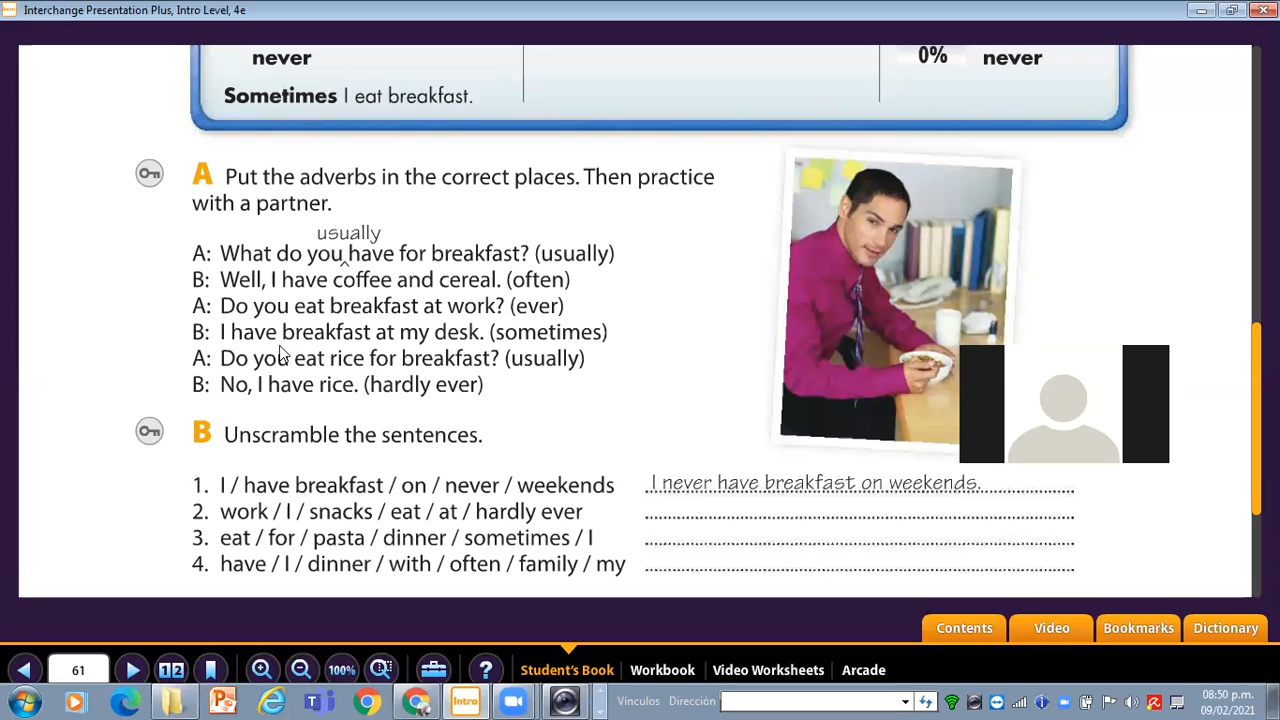 Interchange Presentation Plus, Intro Level, 4e
never
0% never
Sometimes I eat breakfast.
A Put the adverbs in the correct places. Then practice
with a partner.
usually
A: What do you ^ have for breakfast? (usually)
B: Well, I have coffee and cereal. (often)
A: Do you eat breakfast at work? (ever)
B: I have breakfast at my desk. (sometimes)
A: Do you eat rice for breakfast? (usually)
B: No, I have rice. (hardly ever)
B Unscramble the sentences.
1. I / have breakfast / on / never / weekends I never have breakfast on weekends.
2. work / I / snacks / eat / at / hardly ever
3. eat / for / pasta / dinner / sometimes / I
4. have / I / dinner / with / often / family / my
Contents Video Bookmarks Dictionary
61 12 100% ? Student's Book Workbook Video Worksheets Arcade
Intro Vínculos Dirección 08:50 p.m.
09/02/2021